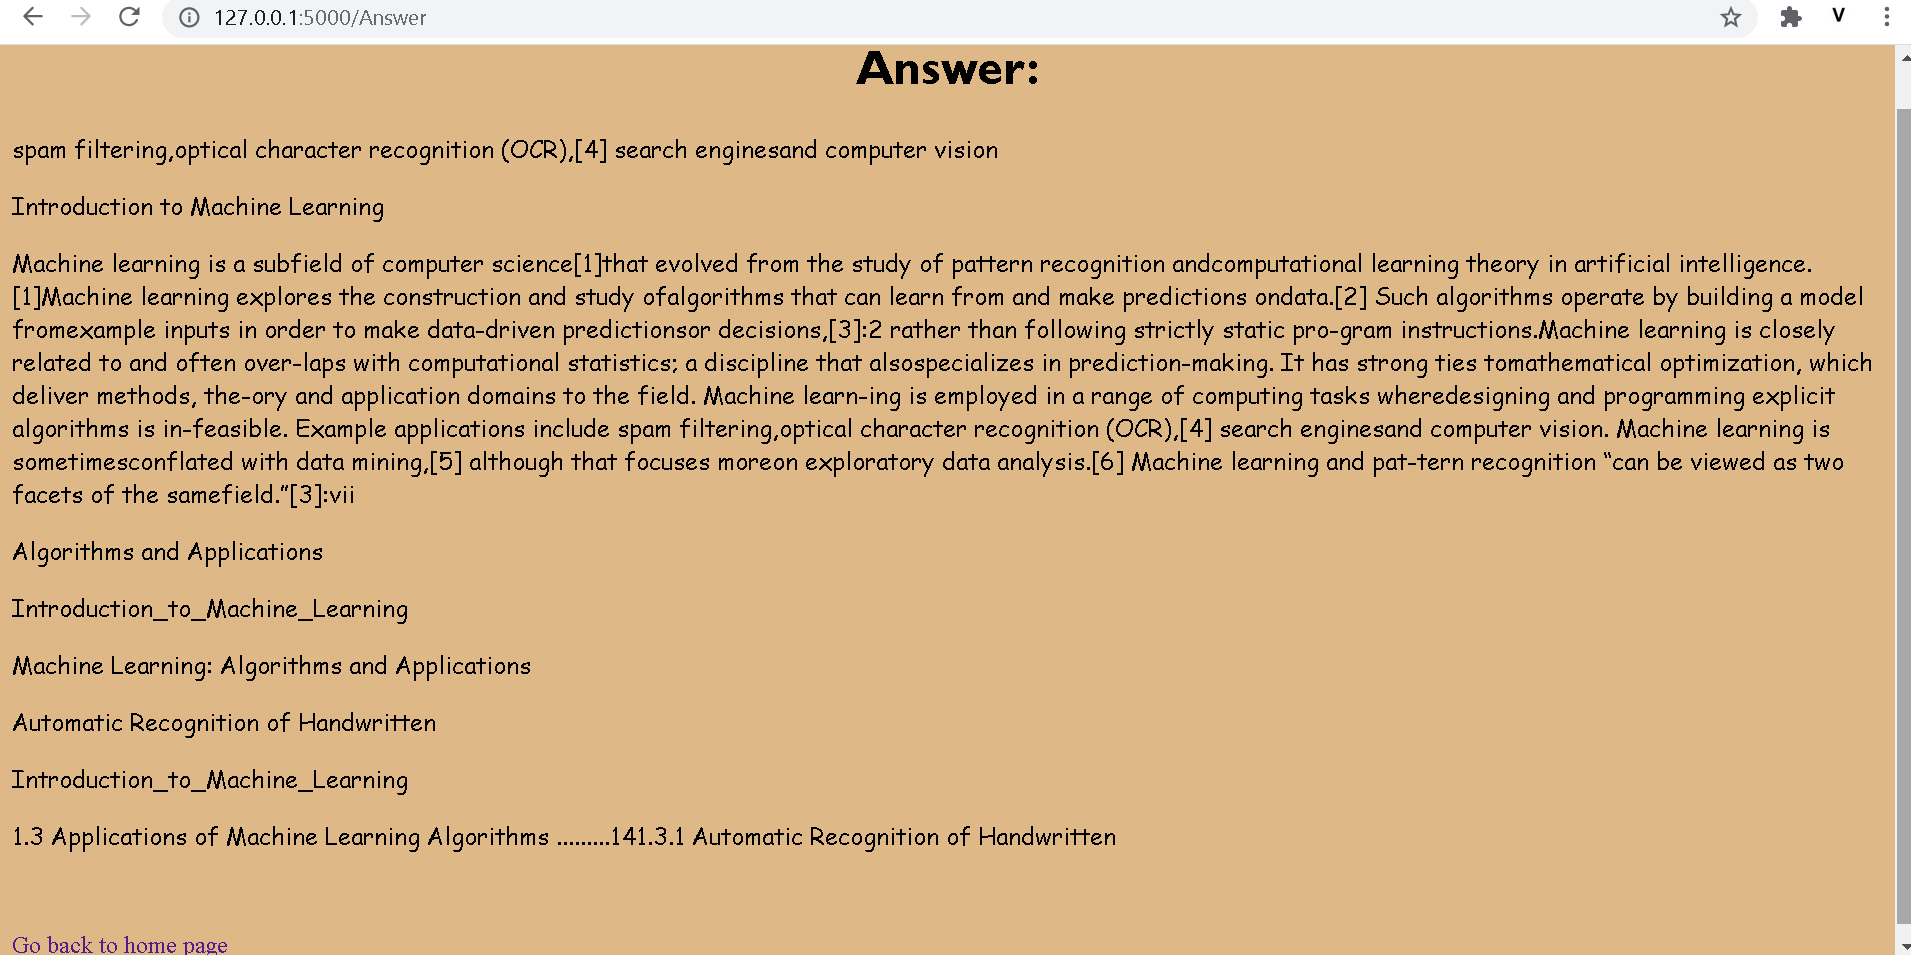 127.0.0.1:5000/Answer
V
Answer:
spam filtering,optical character recognition (OCR),[4] search enginesand computer vision
Introduction to Machine Learning
Machine learning is a subfield of computer science[1]that evolved from the study of pattern recognition andcomputational learning theory in artificial intelligence.
[1]Machine learning explores the construction and study ofalgorithms that can learn from and make predictions ondata.[2] Such algorithms operate by building a model
fromexample inputs in order to make data-driven predictionsor decisions,[3]:2 rather than following strictly static pro-gram instructions.Machine learning is closely
related to and often over-laps with computational statistics; a discipline that alsospecializes in prediction-making. It has strong ties tomathematical optimization, which
deliver methods, the-ory and application domains to the field. Machine learn-ing is employed in a range of computing tasks wheredesigning and programming explicit
algorithms is in-feasible. Example applications include spam filtering,optical character recognition (OCR),[4] search enginesand computer vision. Machine learning is
sometimesconflated with data mining,[5] although that focuses moreon exploratory data analysis.[6] Machine learning and pat-tern recognition “can be viewed as two
facets of the samefield.”[3]:vii
Algorithms and Applications
Introduction_to_Machine_Learning
Machine Learning: Algorithms and Applications
Automatic Recognition of Handwritten
Introduction_to_Machine_Learning
1.3 Applications of Machine Learning Algorithms .........141.3.1 Automatic Recognition of Handwritten
Go back to home page